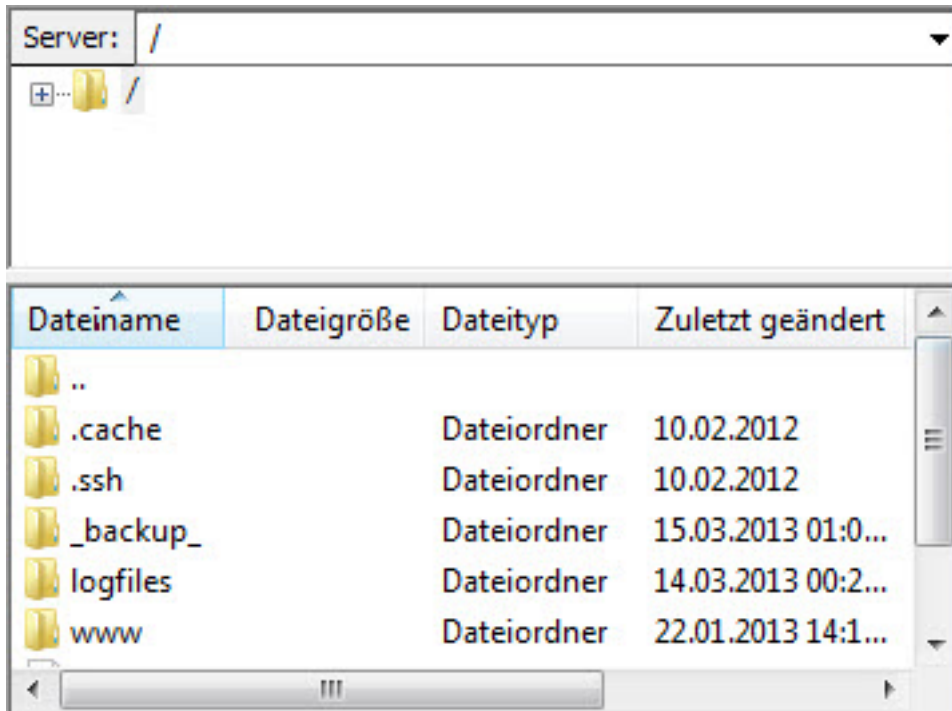 Server: /
/
Dateiname Dateigröße Dateityp Zuletzt geändert
..
.cache Dateiordner 10.02.2012
.ssh Dateiordner 10.02.2012
_backup_ Dateiordner 15.03.2013 01:0...
logfiles Dateiordner 14.03.2013 00:2...
www Dateiordner 22.01.2013 14:1...